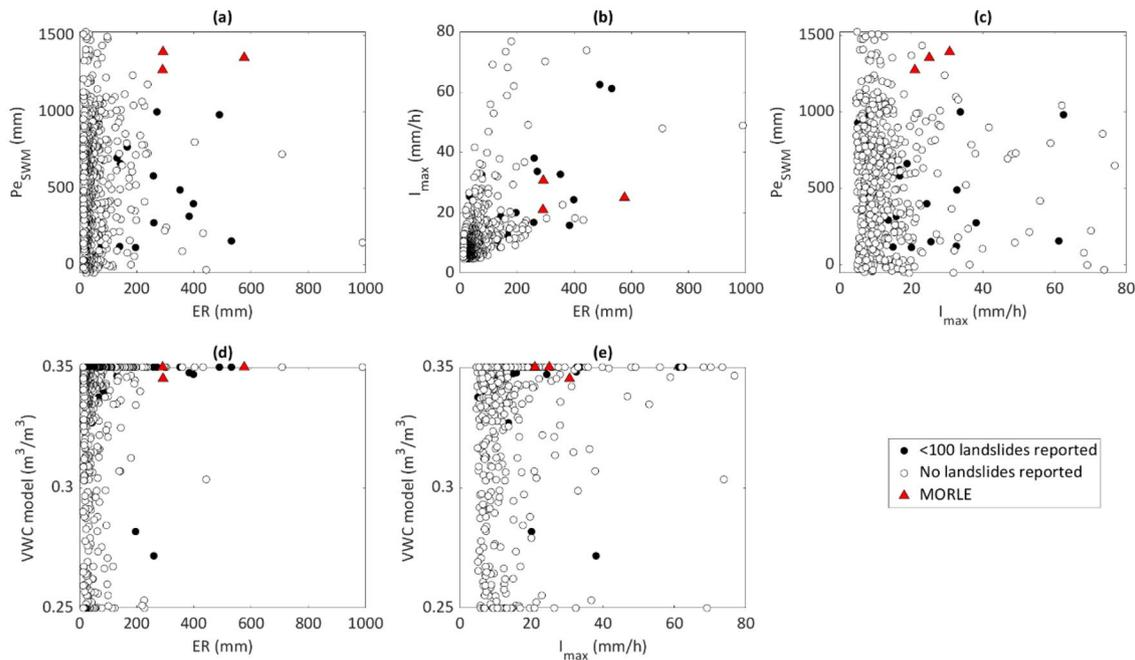 (a)
1500
1000
500
0
Pe_SWM (mm)
0 200 400 600 800 1000
ER (mm)
(b)
80
60
40
20
0
I_max (mm/h)
0 200 400 600 800 1000
ER (mm)
(c)
1500
1000
500
0
Pe_SWM (mm)
0 20 40 60 80
I_max (mm/h)
(d)
0.35
0.3
0.25
VWC model (m³/m³)
0 200 400 600 800 1000
ER (mm)
(e)
0.35
0.3
0.25
VWC model (m³/m³)
0 20 40 60 80
I_max (mm/h)
<100 landslides reported
No landslides reported
MORLE